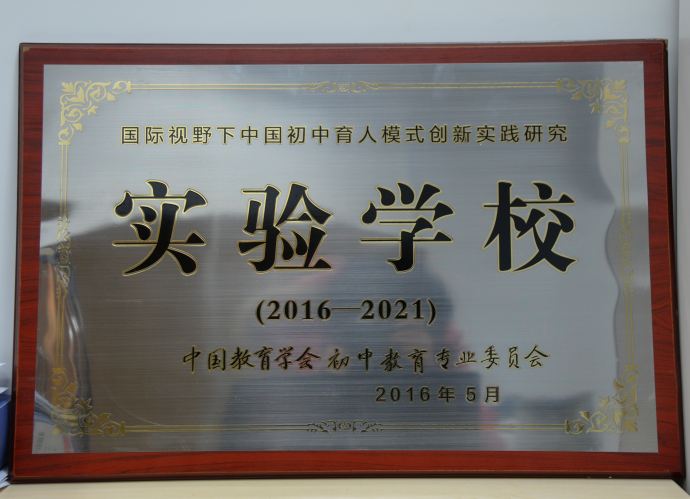 国际视野下中国初中育人模式创新实践研究
实验学校
(2016—2021)
中国教育学会初中教育专业委员会
2016年5月